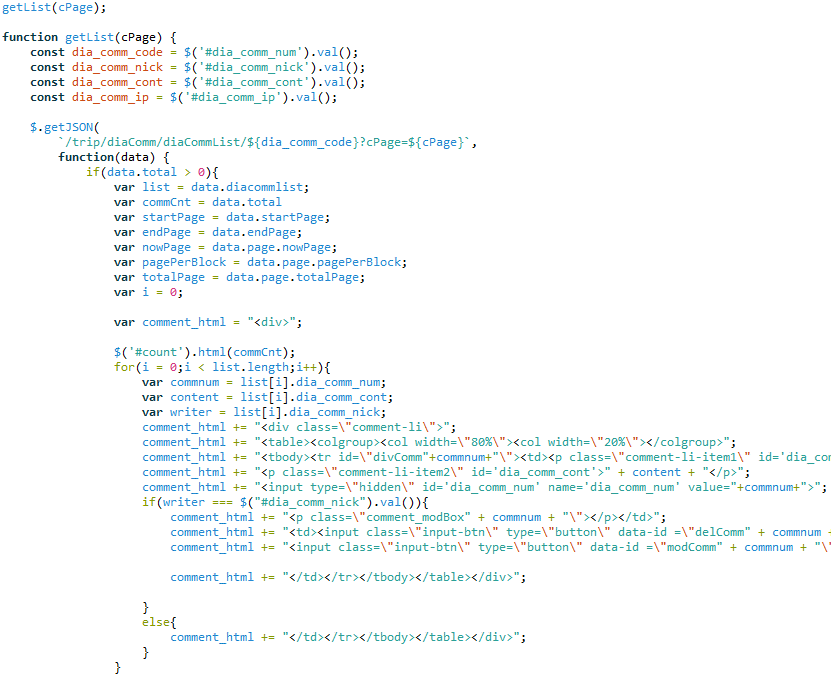 getList(cPage);
function getList(cPage) {
const dia_comm_code = $('#dia_comm_num').val();
const dia_comm_nick = $('#dia_comm_nick').val();
const dia_comm_cont = $('#dia_comm_cont').val();
const dia_comm_ip = $('#dia_comm_ip').val();
$.getJSON(
`/trip/diaComm/diaCommList/${dia_comm_code}?cPage=${cPage}`,
function(data) {
if(data.total > 0){
var list = data.diacommlist;
var commCnt = data.total
var startPage = data.startPage;
var endPage = data.endPage;
var nowPage = data.page.nowPage;
var pagePerBlock = data.page.pagePerBlock;
var totalPage = data.page.totalPage;
var i = 0;
var comment_html = "<div>";
$('#count').html(commCnt);
for(i = 0;i < list.length;i++){
var commnum = list[i].dia_comm_num;
var content = list[i].dia_comm_cont;
var writer = list[i].dia_comm_nick;
comment_html += "<div class=\"comment-li\">";
comment_html += "<table><colgroup><col width=\"80%\"><col width=\"20%\"></colgroup>";
comment_html += "<tbody><tr id=\"divComm"+commnum+"\"><td><p class=\"comment-li-item1\" id='dia_con
comment_html += "<p class=\"comment-li-item2\" id='dia_comm_cont'>" + content + "</p>";
comment_html += "<input type=\"hidden\" id='dia_comm_num' name='dia_comm_num' value="+commnum+">";
if(writer === $("#dia_comm_nick").val()){
comment_html += "<p class=\"comment_modBox" + commnum + "\"></p></td>";
comment_html += "<td><input class=\"input-btn\" type=\"button\" data-id =\"delComm" + commnum +
comment_html += "<input class=\"input-btn\" type=\"button\" data-id =\"modComm" + commnum + "\"
comment_html += "</td></tr></tbody></table></div>";
}
else{
comment_html += "</td></tr></tbody></table></div>";
}
}